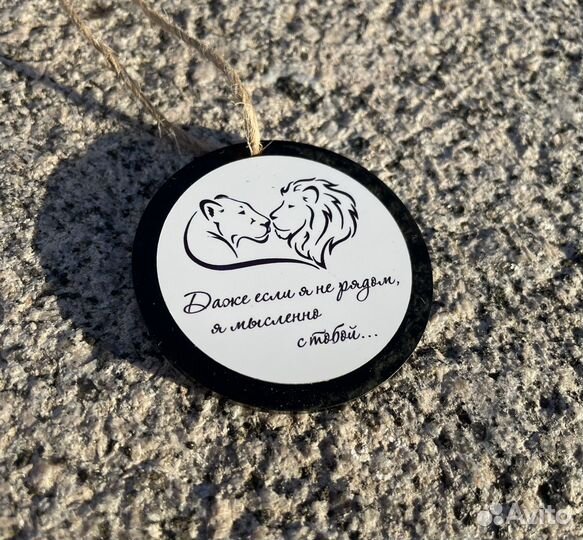 Даже если я не рядом,
я мысленно
с тобой...
Avito